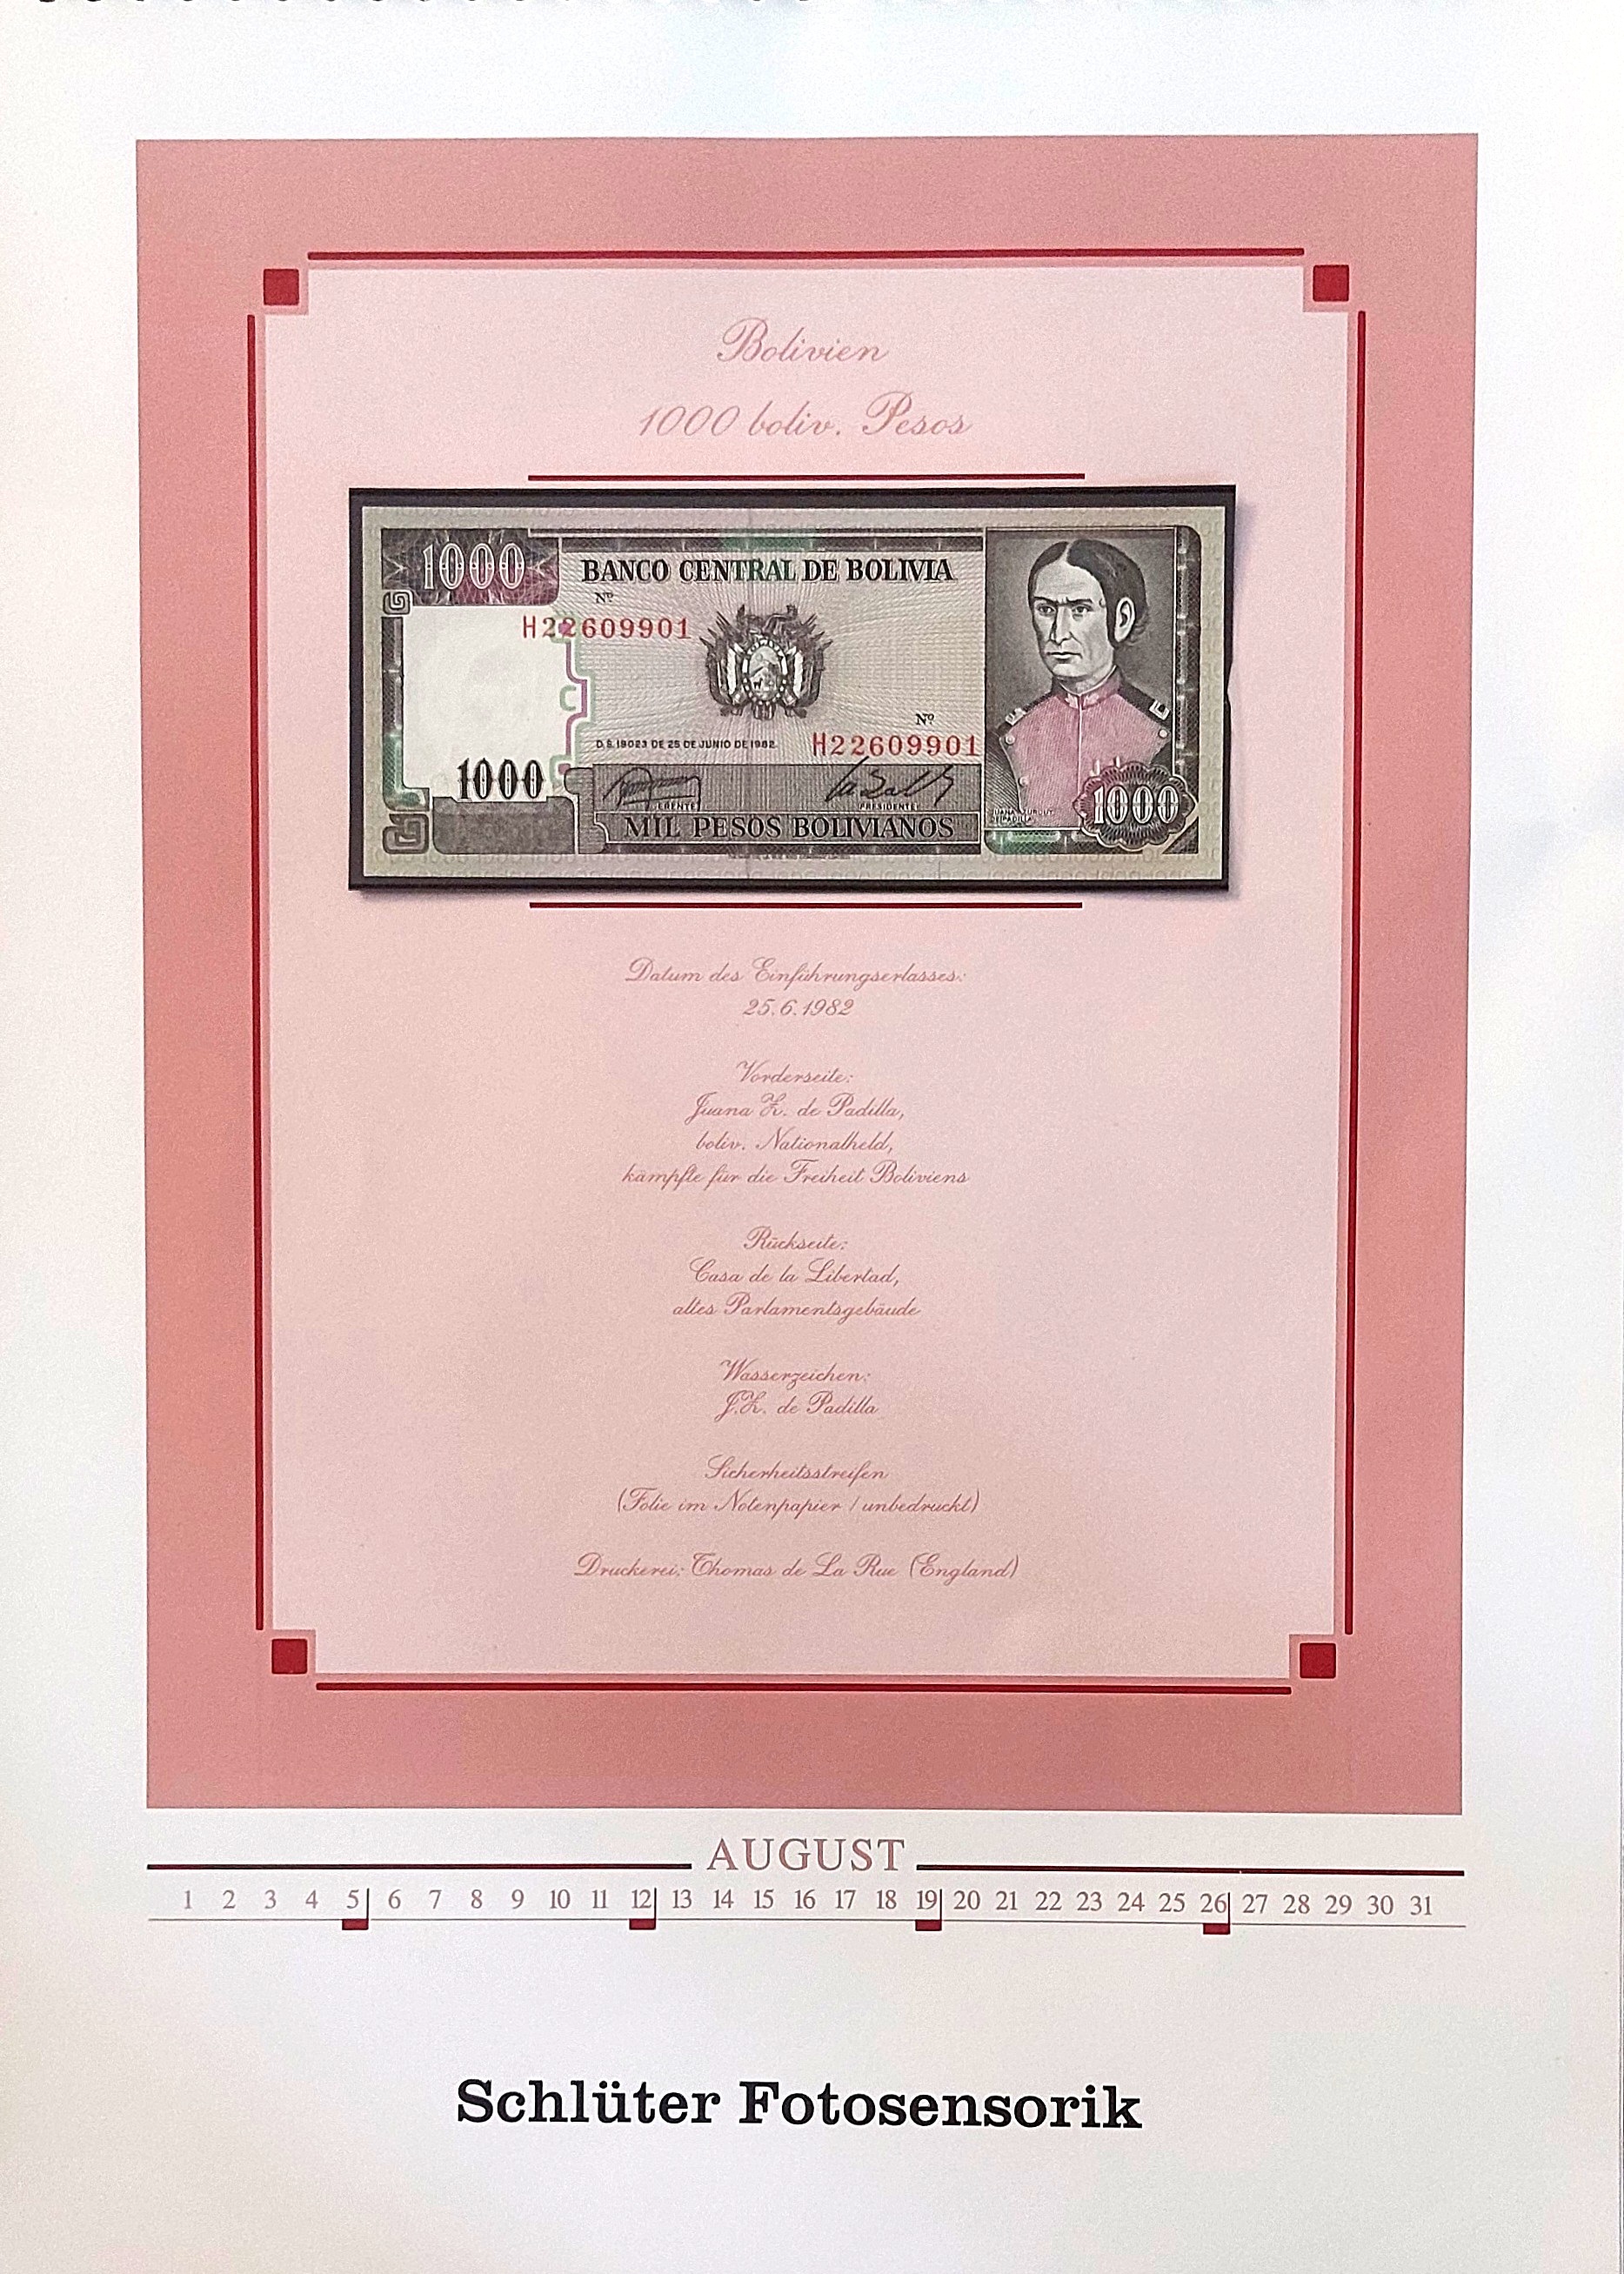 Bolivien
1000 boliv. Pesos
1000
BANCO CENTRAL DE BOLIVIA
Nº
H22609901
Nº
D.S. 19023 DE 25 DE JUNIO DE 1982
H22609901
1000
GERENTE
PRESIDENTE
1000
MIL PESOS BOLIVIANOS
Datum des Einführungserlasses:
25.6.1982
Vorderseite:
Juana Z. de Padilla,
boliv. Nationalheld,
kämpfte für die Freiheit Boliviens
Rückseite:
Casa de la Libertad,
altes Parlamentsgebäude
Wasserzeichen:
J.Z. de Padilla
Sicherheitsstreifen
(Folie im Notenpapier / unbedruckt)
Druckerei: Thomas de La Rue (England)
AUGUST
1 2 3 4 5 6 7 8 9 10 11 12 13 14 15 16 17 18 19 20 21 22 23 24 25 26 27 28 29 30 31
Schlüter Fotosensorik